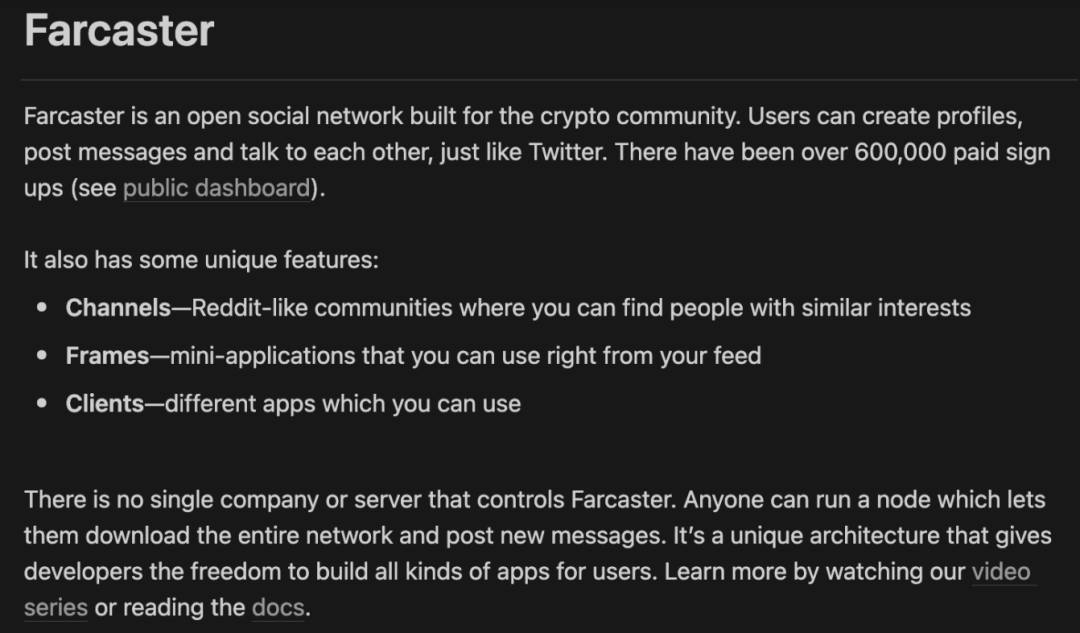 Farcaster
Farcaster is an open social network built for the crypto community. Users can create profiles,
post messages and talk to each other, just like Twitter. There have been over 600,000 paid sign
ups (see public dashboard).
It also has some unique features:
• Channels—Reddit-like communities where you can find people with similar interests
• Frames—mini-applications that you can use right from your feed
• Clients—different apps which you can use
There is no single company or server that controls Farcaster. Anyone can run a node which lets
them download the entire network and post new messages. It’s a unique architecture that gives
developers the freedom to build all kinds of apps for users. Learn more by watching our video
series or reading the docs.